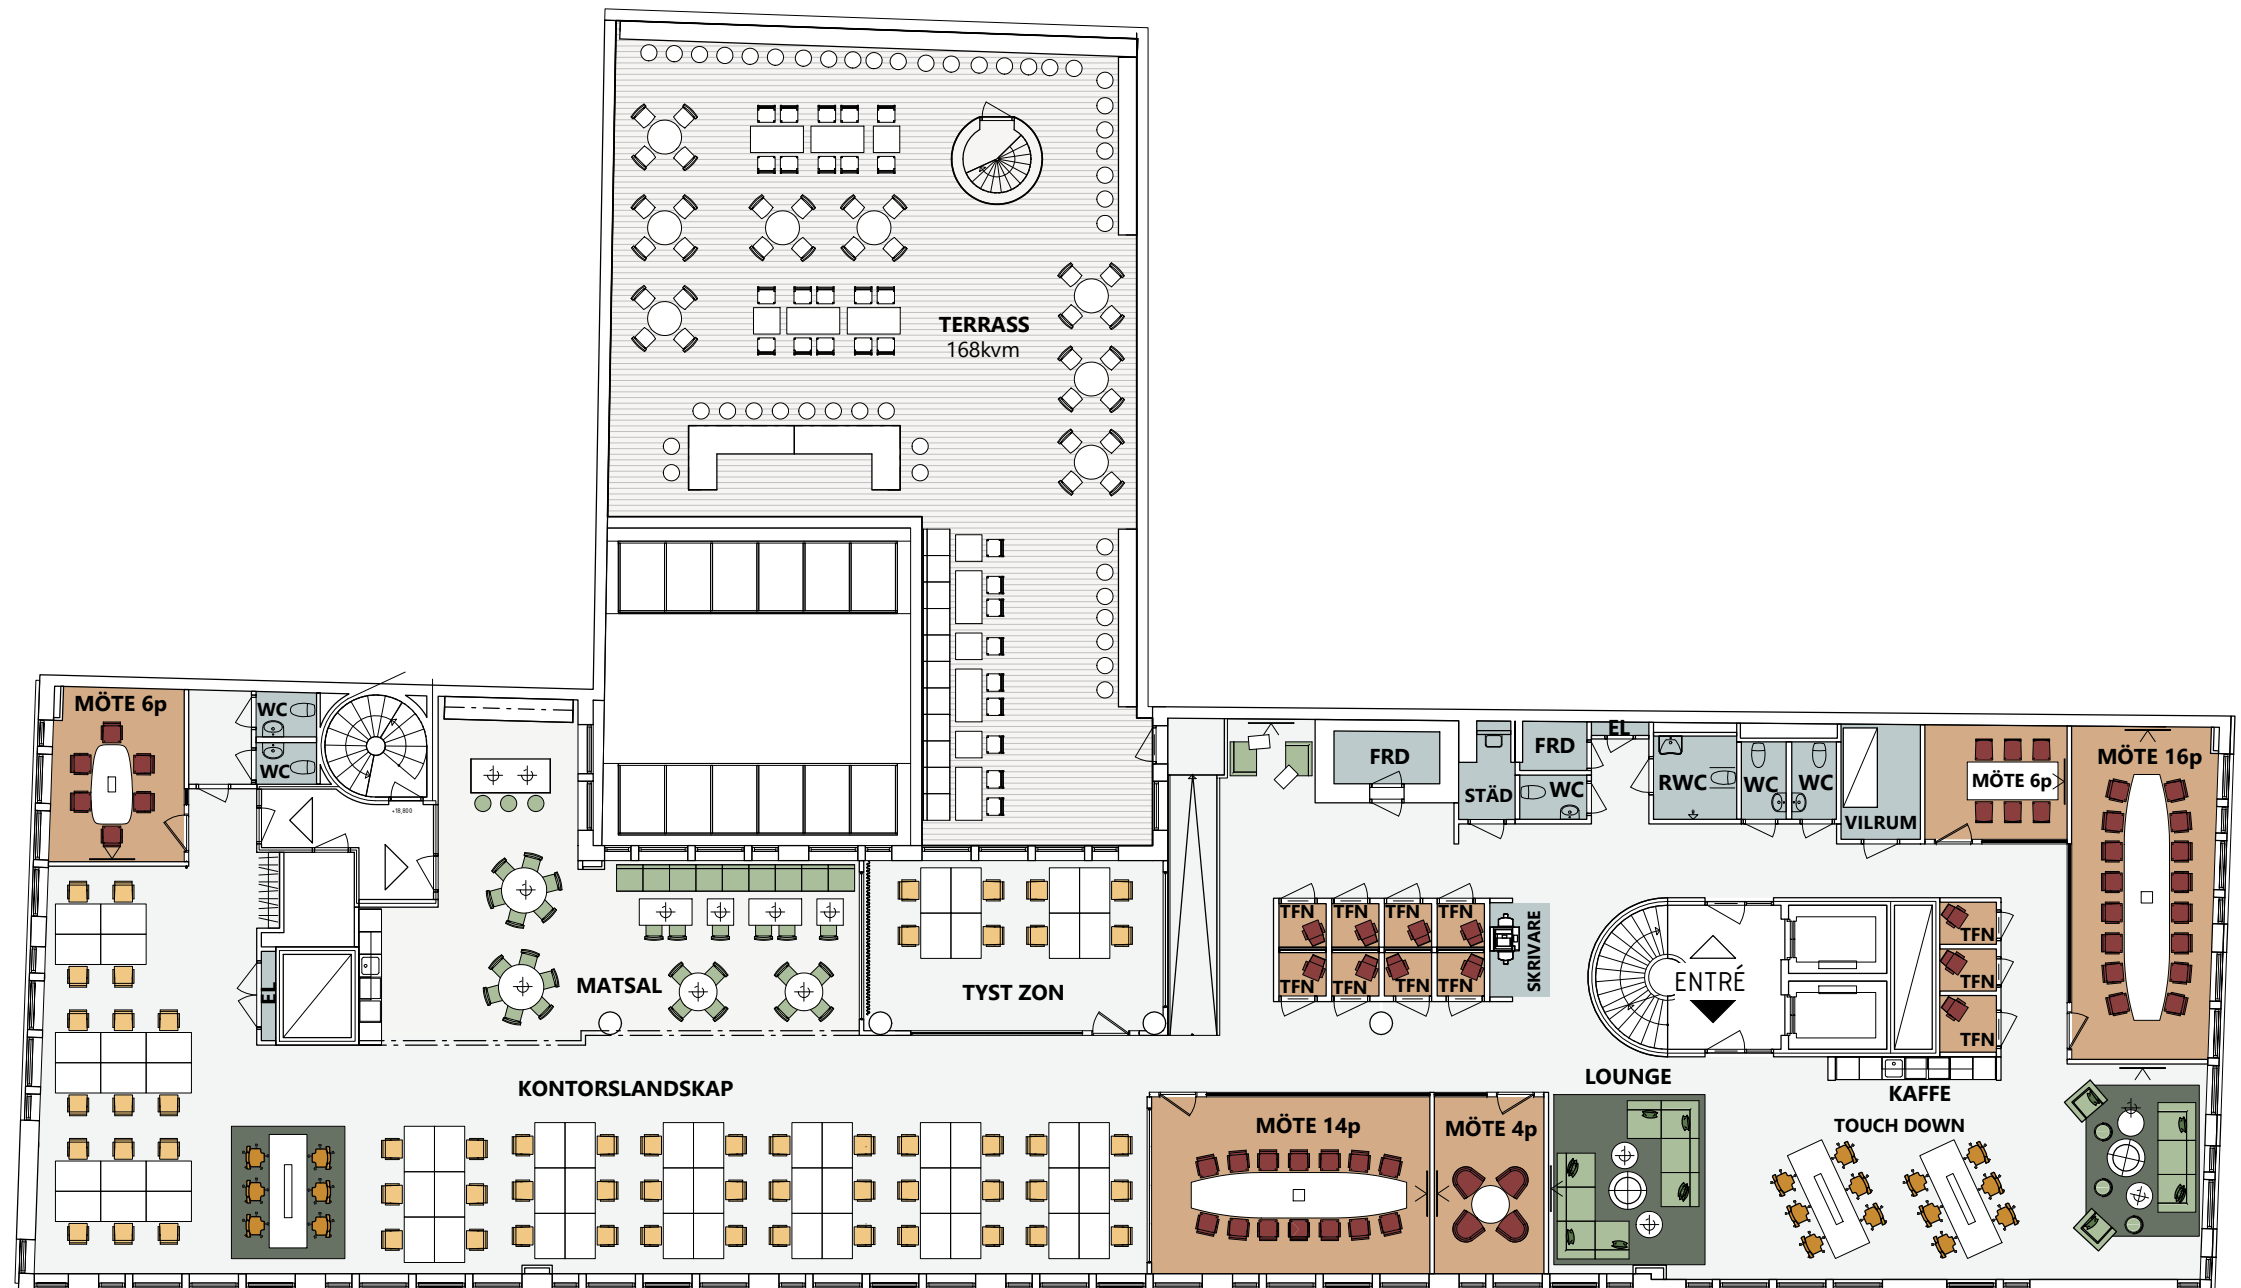 TERRASS
168kvm
MÖTE 6p
WC
WC
+18,800
EL
MATSAL
TYST ZON
KONTORSLANDSKAP
FRD
STÄD
FRD
EL
WC
RWC
WC
WC
VILRUM
MÖTE 6p
MÖTE 16p
TFN
TFN
TFN
TFN
TFN
TFN
TFN
TFN
SKRIVARE
ENTRÉ
TFN
TFN
TFN
LOUNGE
KAFFE
TOUCH DOWN
MÖTE 14p
MÖTE 4p